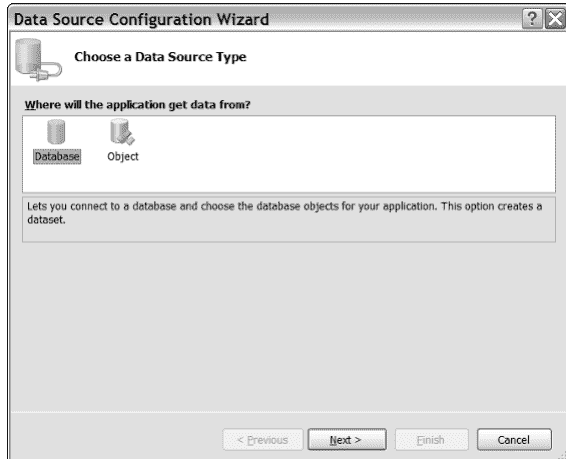 Data Source Configuration Wizard
Choose a Data Source Type
Where will the application get data from?
Database Object
Lets you connect to a database and choose the database objects for your application. This option creates a
dataset.
< Previous Next > Finish Cancel